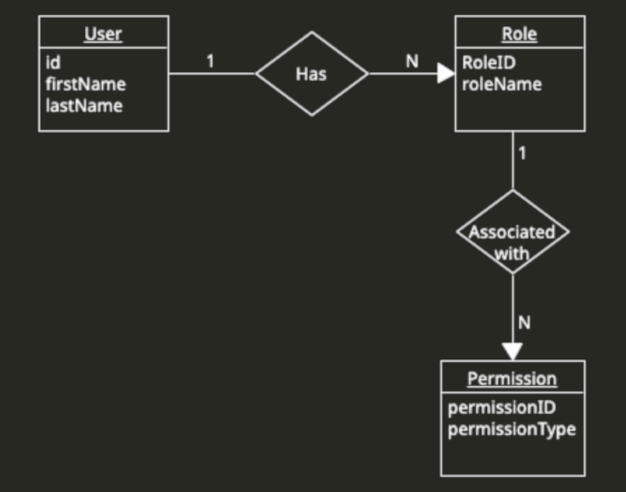 User
id
firstName
lastName
1
Has
N
Role
RoleID
roleName
1
Associated
with
N
Permission
permissionID
permissionType